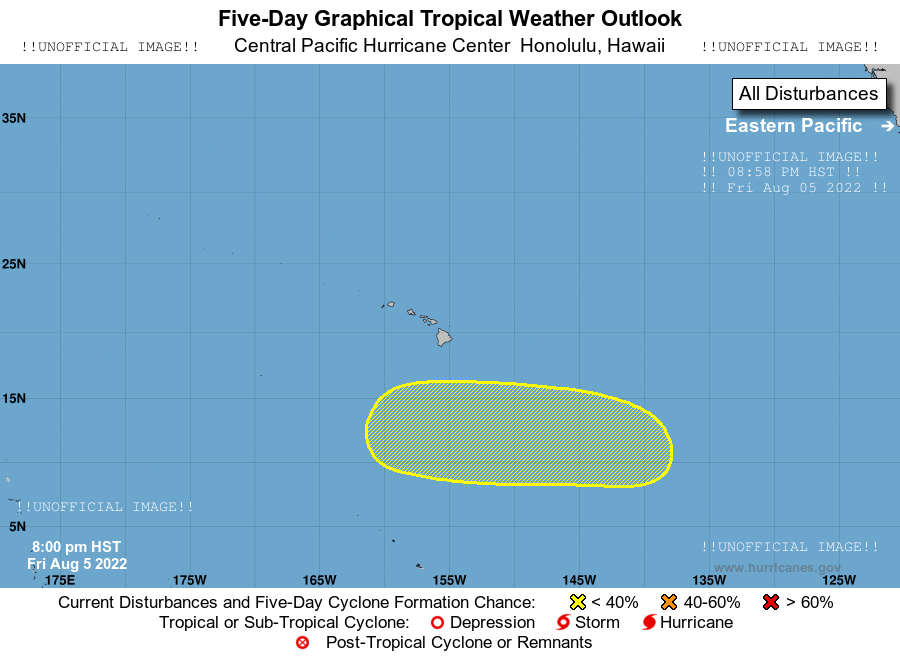 Five-Day Graphical Tropical Weather Outlook
!!UNOFFICIAL IMAGE!! Central Pacific Hurricane Center Honolulu, Hawaii !!UNOFFICIAL IMAGE!!
All Disturbances
35N
Eastern Pacific
!!UNOFFICIAL IMAGE!!
!! 08:58 PM HST !!
!! Fri Aug 05 2022 !!
25N
15N
!!UNOFFICIAL IMAGE!!
5N
8:00 pm HST
!!UNOFFICIAL IMAGE!!
Fri Aug 5 2022
www.hurricanes.gov
175E 175W 165W 155W 145W 135W 125W
Current Disturbances and Five-Day Cyclone Formation Chance: < 40% 40-60% > 60%
Tropical or Sub-Tropical Cyclone: Depression Storm Hurricane
Post-Tropical Cyclone or Remnants